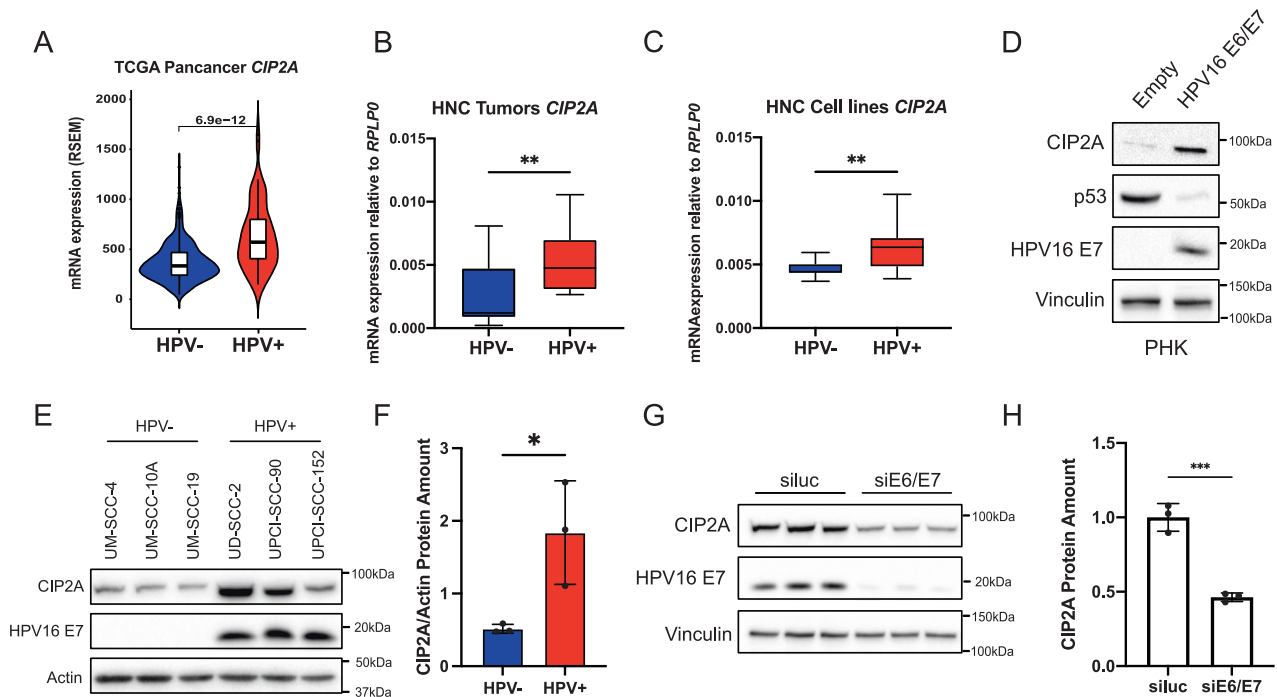 A
TCGA Pancancer CIP2A
mRNA expression (RSEM)
2000
1500
1000
500
0
6.9e−12
HPV-
HPV+
B
HNC Tumors CIP2A
mRNA expression relative to RPLP0
0.015
0.010
0.005
0.000
**
HPV-
HPV+
C
HNC Cell lines CIP2A
mRNAexpression relative to RPLP0
0.015
0.010
0.005
0.000
**
HPV-
HPV+
D
Empty
HPV16 E6/E7
CIP2A
100kDa
p53
50kDa
HPV16 E7
20kDa
Vinculin
150kDa
100kDa
PHK
E
HPV-
HPV+
UM-SCC-4
UM-SCC-10A
UM-SCC-19
UD-SCC-2
UPCI-SCC-90
UPCI-SCC-152
CIP2A
100kDa
HPV16 E7
20kDa
Actin
50kDa
37kDa
F
CIP2A/Actin Protein Amount
3
2
1
0
*
HPV-
HPV+
G
siluc
siE6/E7
CIP2A
100kDa
HPV16 E7
20kDa
Vinculin
150kDa
100kDa
H
CIP2A Protein Amount
1.5
1.0
0.5
0.0
***
siluc
siE6/E7